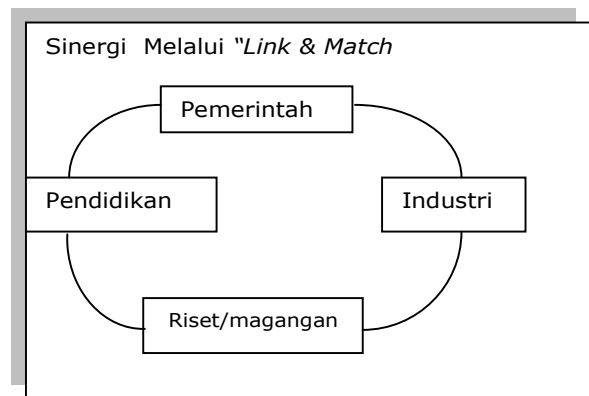 Sinergi Melalui “Link & Match
Pemerintah
Pendidikan
Industri
Riset/magangan